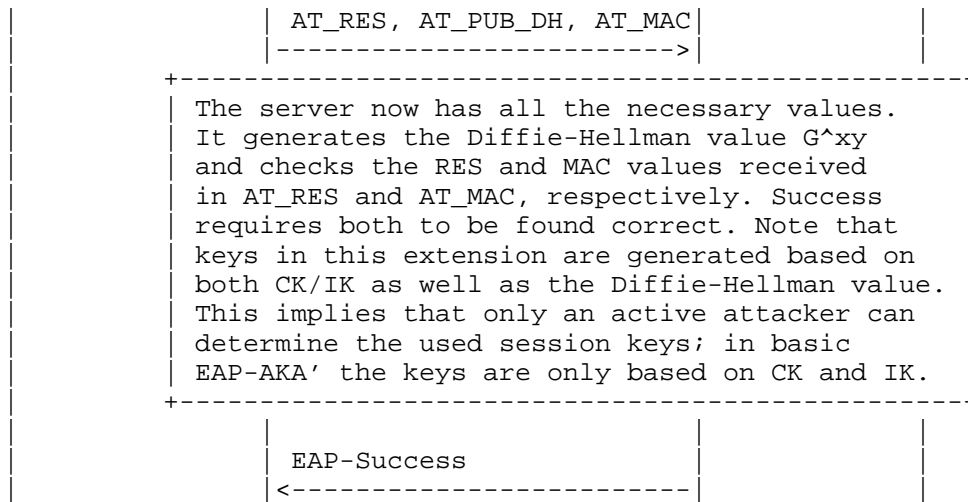 AT_RES, AT_PUB_DH, AT_MAC
The server now has all the necessary values.
It generates the Diffie-Hellman value G^xy
and checks the RES and MAC values received
in AT_RES and AT_MAC, respectively. Success
requires both to be found correct. Note that
keys in this extension are generated based on
both CK/IK as well as the Diffie-Hellman value.
This implies that only an active attacker can
determine the used session keys; in basic
EAP-AKA’ the keys are only based on CK and IK.
EAP-Success